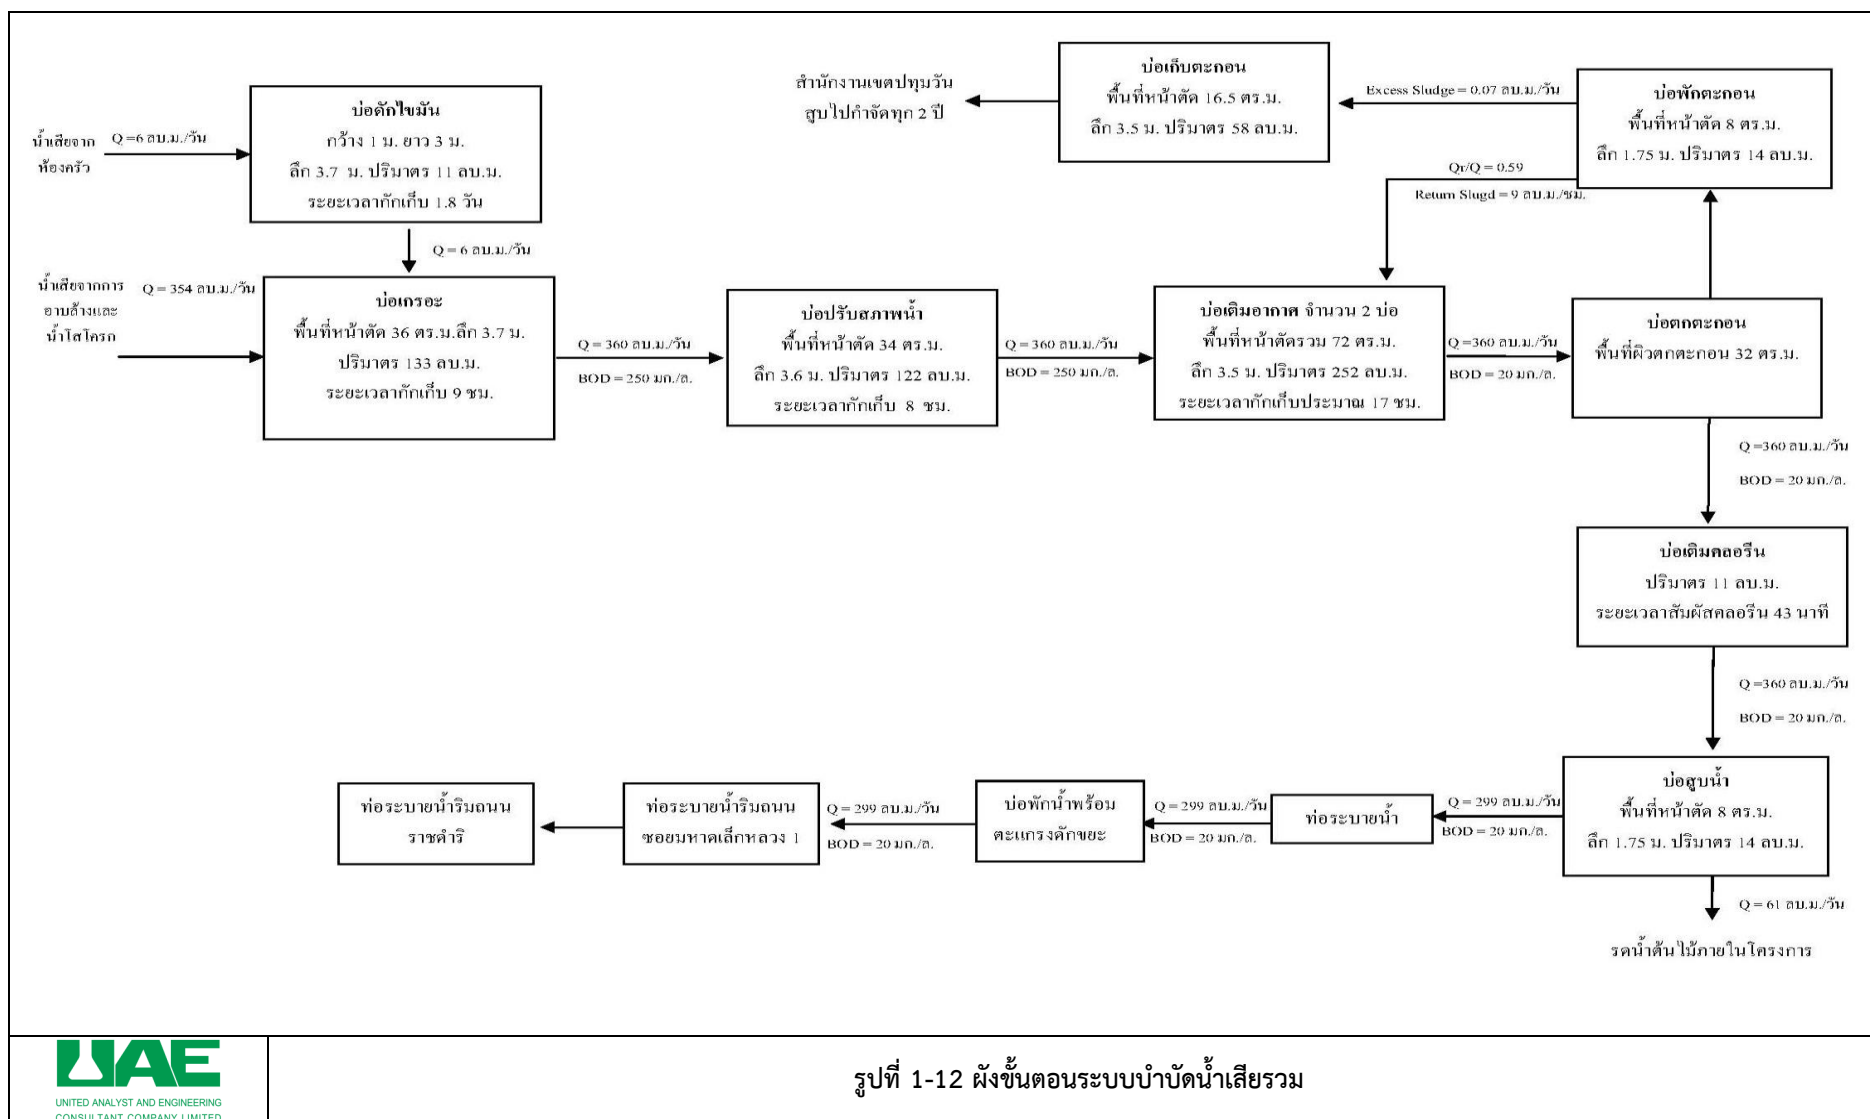 น้ำเสียจาก
ห้องครัว
Q =6 ลบ.ม./วัน
บ่อดักไขมัน
กว้าง 1 ม. ยาว 3 ม.
ลึก 3.7 ม. ปริมาตร 11 ลบ.ม.
ระยะเวลากักเก็บ 1.8 วัน
Q = 6 ลบ.ม./วัน
น้ำเสียจากการ
อาบล้างและ
น้ำโสโครก
Q = 354 ลบ.ม./วัน
บ่อเกรอะ
พื้นที่หน้าตัด 36 ตร.ม.ลึก 3.7 ม.
ปริมาตร 133 ลบ.ม.
ระยะเวลากักเก็บ 9 ชม.
Q = 360 ลบ.ม./วัน
BOD = 250 มก./ล.
บ่อปรับสภาพน้ำ
พื้นที่หน้าตัด 34 ตร.ม.
ลึก 3.6 ม. ปริมาตร 122 ลบ.ม.
ระยะเวลากักเก็บ 8 ชม.
Q = 360 ลบ.ม./วัน
BOD = 250 มก./ล.
บ่อเติมอากาศ จำนวน 2 บ่อ
พื้นที่หน้าตัดรวม 72 ตร.ม.
ลึก 3.5 ม. ปริมาตร 252 ลบ.ม.
ระยะเวลากักเก็บประมาณ 17 ชม.
Q =360 ลบ.ม./วัน
BOD = 20 มก./ล.
บ่อตกตะกอน
พื้นที่ผิวตกตะกอน 32 ตร.ม.
บ่อพักตะกอน
พื้นที่หน้าตัด 8 ตร.ม.
ลึก 1.75 ม. ปริมาตร 14 ลบ.ม.
Excess Sludge = 0.07 ลบ.ม./วัน
Qr/Q = 0.59
Return Slugd = 9 ลบ.ม./ชม.
บ่อเก็บตะกอน
พื้นที่หน้าตัด 16.5 ตร.ม.
ลึก 3.5 ม. ปริมาตร 58 ลบ.ม.
สำนักงานเขตปทุมวัน
สูบไปกำจัดทุก 2 ปี
Q =360 ลบ.ม./วัน
BOD = 20 มก./ล.
บ่อเติมคลอรีน
ปริมาตร 11 ลบ.ม.
ระยะเวลาสัมผัสคลอรีน 43 นาที
Q =360 ลบ.ม./วัน
BOD = 20 มก./ล.
บ่อสูบน้ำ
พื้นที่หน้าตัด 8 ตร.ม.
ลึก 1.75 ม. ปริมาตร 14 ลบ.ม.
Q = 61 ลบ.ม./วัน
รดน้ำต้นไม้ภายในโครงการ
Q = 299 ลบ.ม./วัน
BOD = 20 มก./ล.
ท่อระบายน้ำ
Q = 299 ลบ.ม./วัน
BOD = 20 มก./ล.
บ่อพักน้ำพร้อม
ตะแกรงดักขยะ
Q = 299 ลบ.ม./วัน
BOD = 20 มก./ล.
ท่อระบายน้ำริมถนน
ซอยมหาดเล็กหลวง 1
ท่อระบายน้ำริมถนน
ราชดำริ
UAE
UNITED ANALYST AND ENGINEERING
CONSULTANT COMPANY LIMITED
รูปที่ 1-12 ผังขั้นตอนระบบบำบัดน้ำเสียรวม